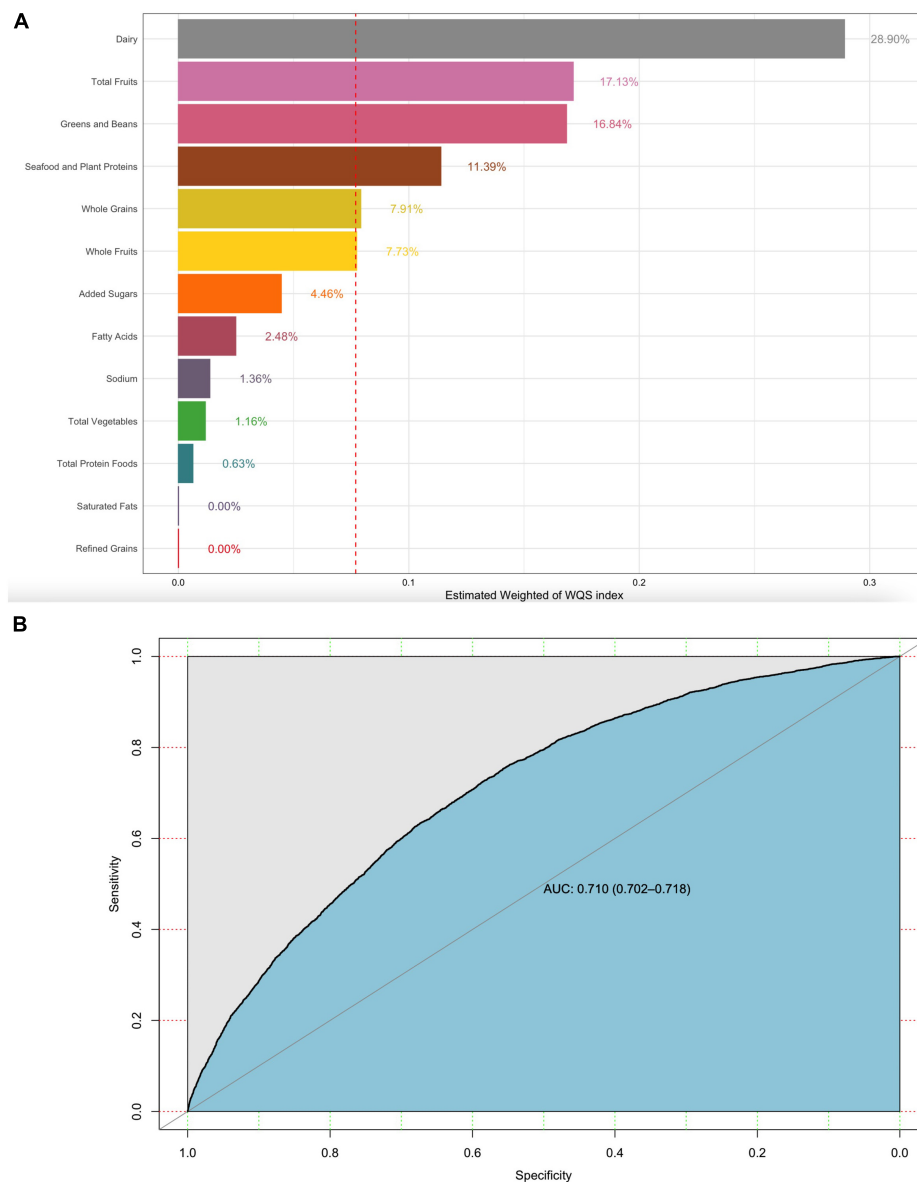 A
Dairy
28.90%
Total Fruits
17.13%
Greens and Beans
16.84%
Seafood and Plant Proteins
11.39%
Whole Grains
7.91%
Whole Fruits
7.73%
Added Sugars
4.46%
Fatty Acids
2.48%
Sodium
1.36%
Total Vegetables
1.16%
Total Protein Foods
0.63%
Saturated Fats
0.00%
Refined Grains
0.00%
0.0 0.1 0.2 0.3
Estimated Weighted of WQS index
B
1.0
0.8
0.6
0.4
0.2
0.0
Sensitivity
AUC: 0.710 (0.702–0.718)
1.0 0.8 0.6 0.4 0.2 0.0
Specificity